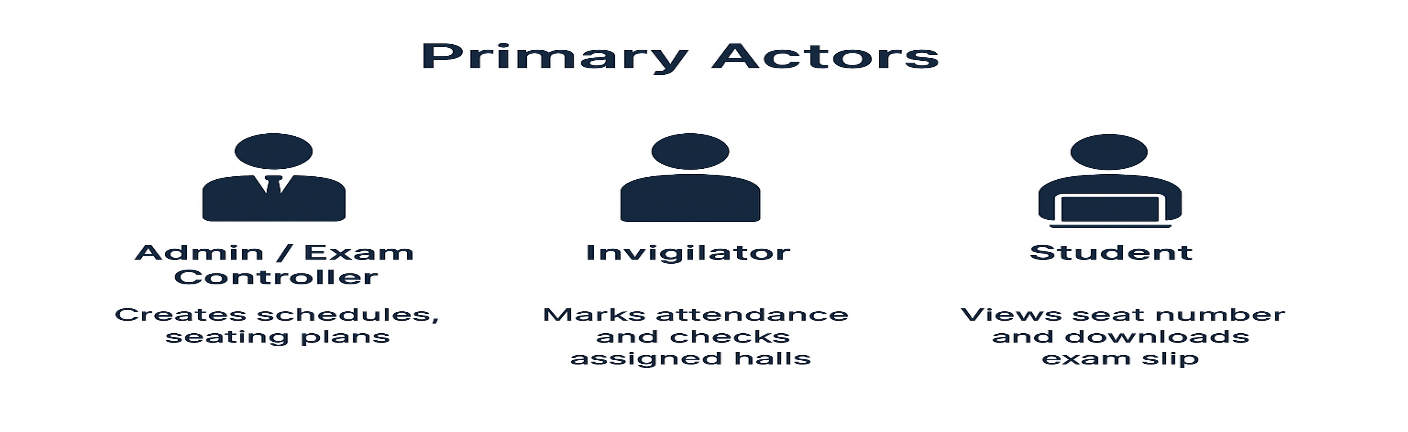 Primary Actors
Admin / Exam
Controller
Creates schedules,
seating plans
Invigilator
Marks attendance
and checks
assigned halls
Student
Views seat number
and downloads
exam slip